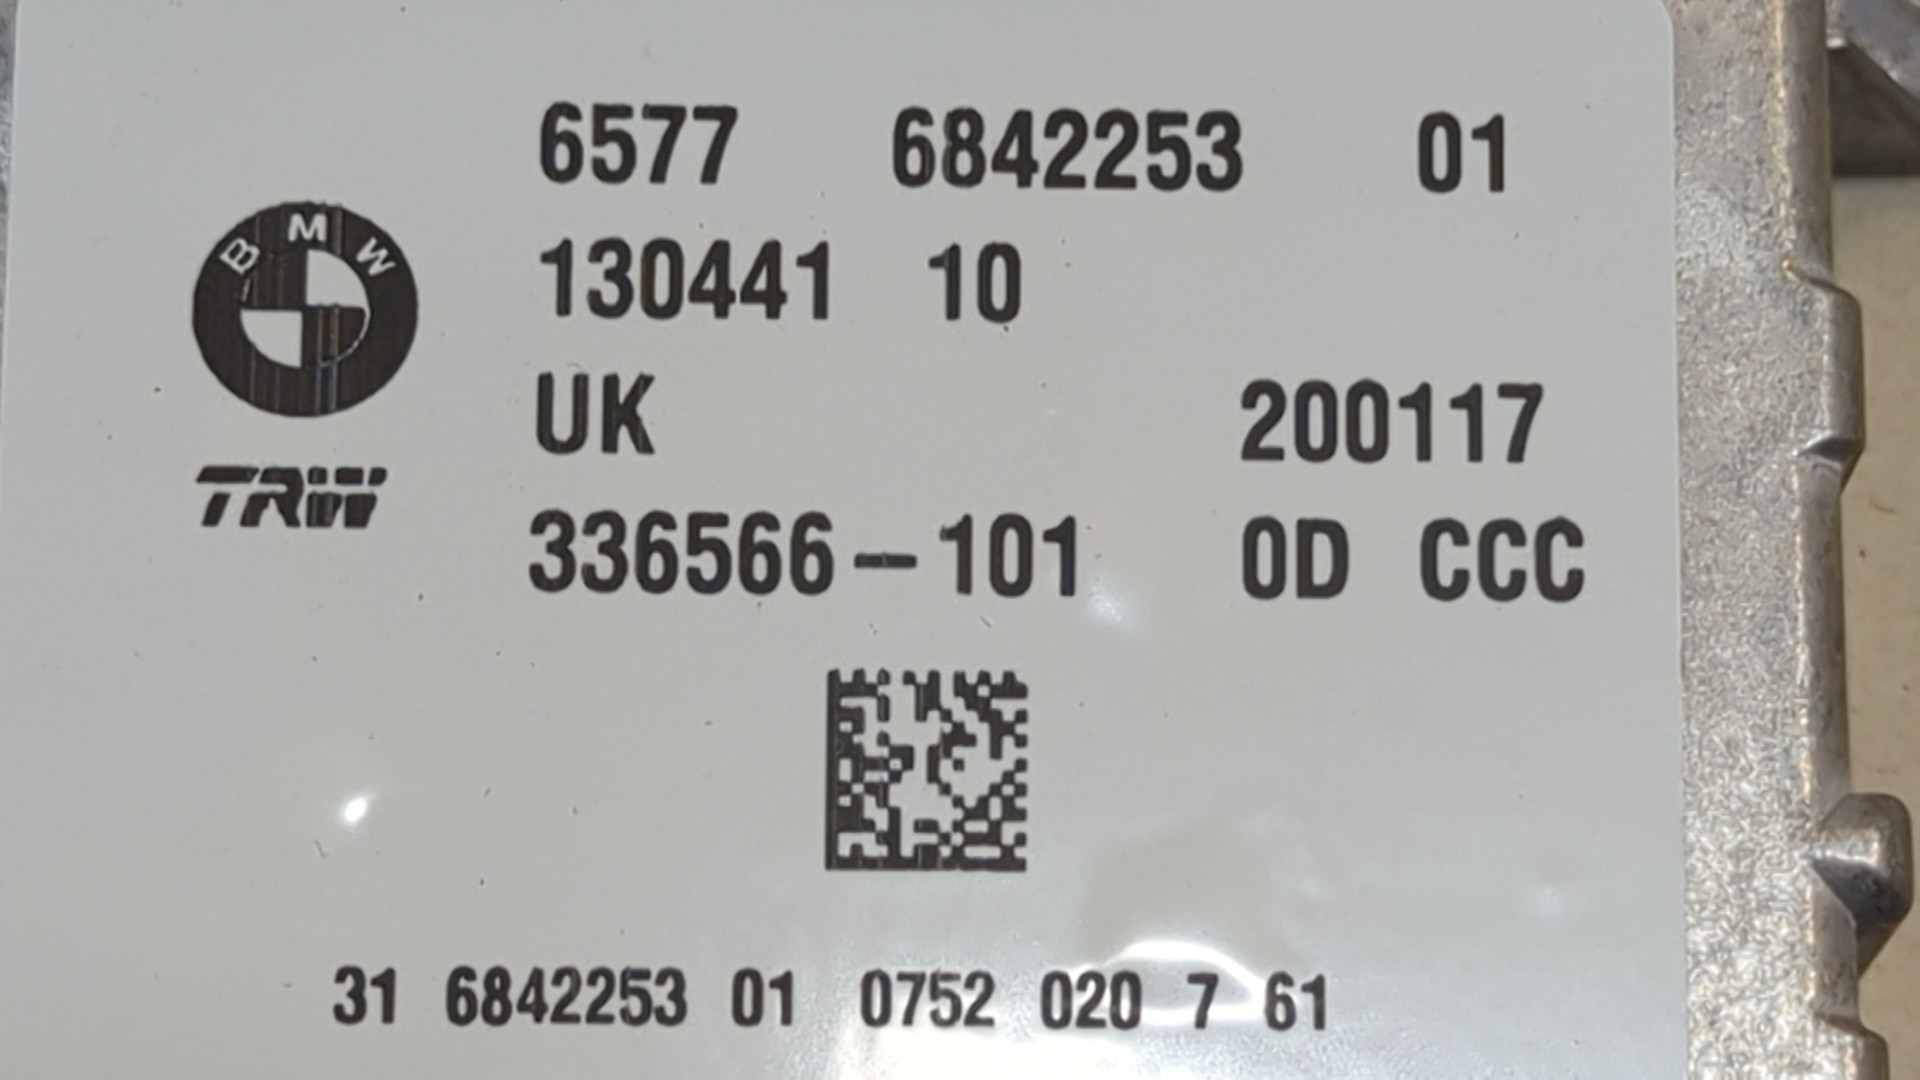 6577 6842253 01
130441 10
BMW
UK 200117
TRW
336566-101 0D CCC
31 6842253 01 0752 020 7 61